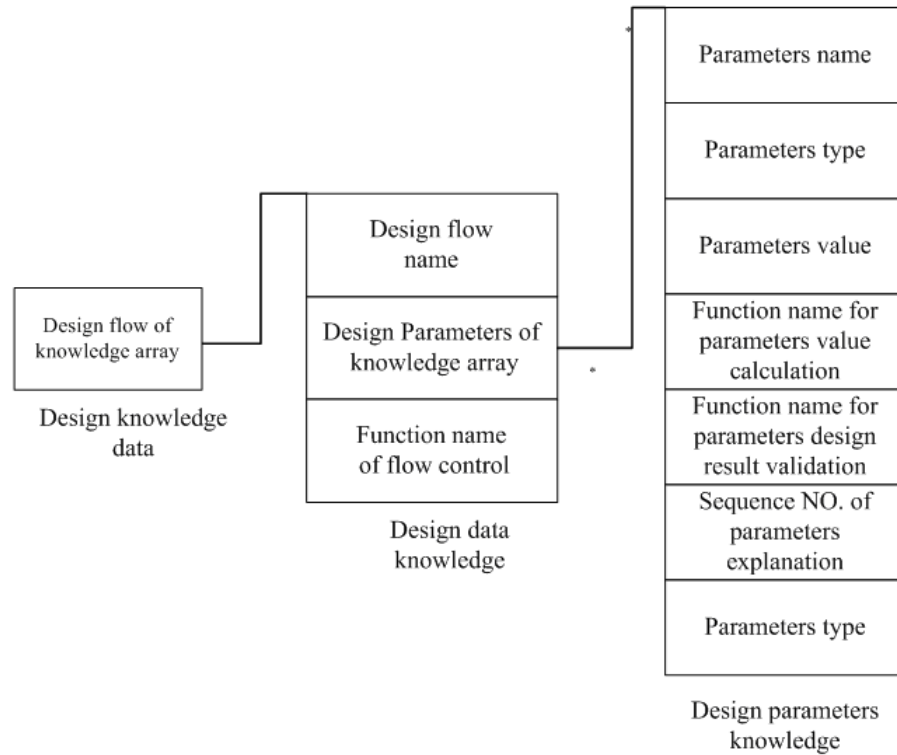 Design flow of
knowledge array
Design knowledge
data
Design flow
name
Design Parameters of
knowledge array
Function name
of flow control
Design data
knowledge
Parameters name
Parameters type
Parameters value
Function name for
parameters value
calculation
Function name for
parameters design
result validation
Sequence NO. of
parameters
explanation
Parameters type
Design parameters
knowledge